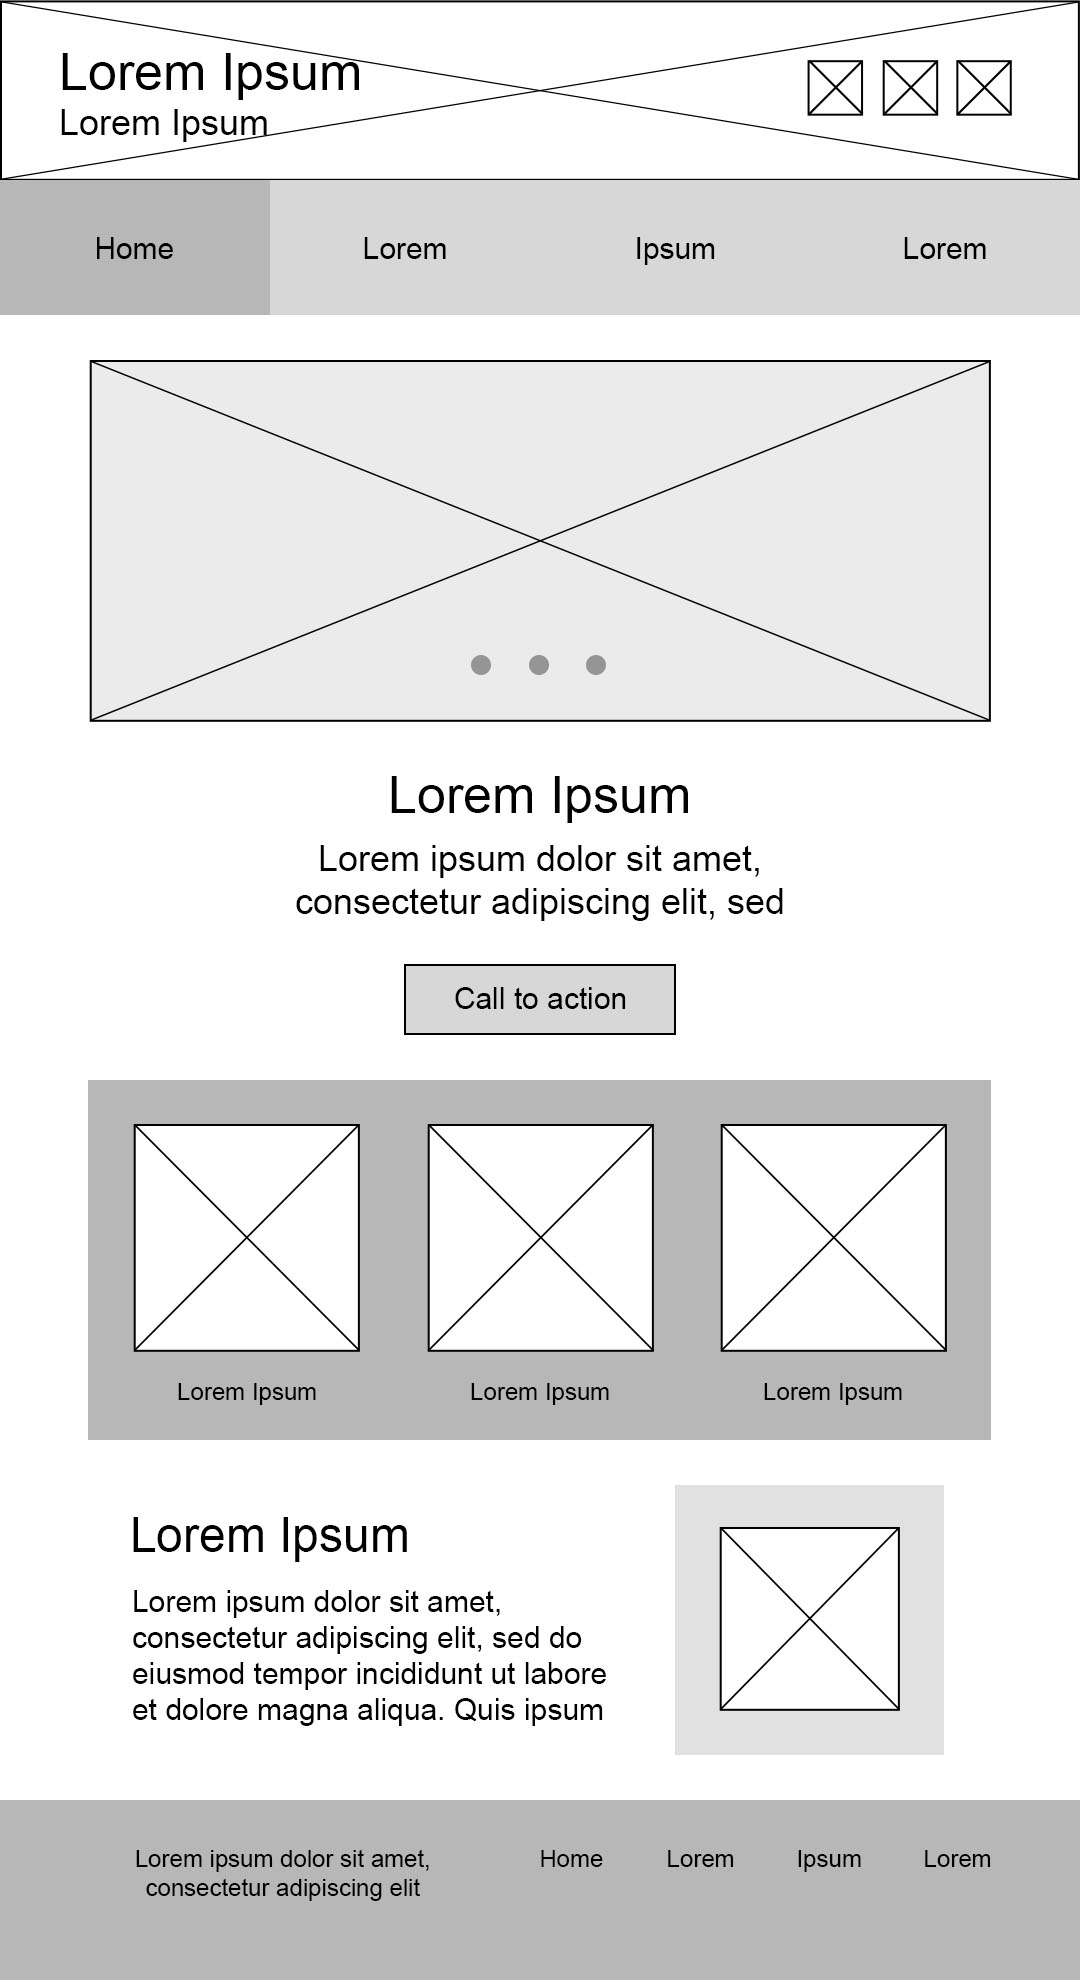 Lorem Ipsum
Lorem Ipsum
Home
Lorem
Ipsum
Lorem
Lorem Ipsum
Lorem ipsum dolor sit amet,
consectetur adipiscing elit, sed
Call to action
Lorem Ipsum
Lorem Ipsum
Lorem Ipsum
Lorem Ipsum
Lorem ipsum dolor sit amet,
consectetur adipiscing elit, sed do
eiusmod tempor incididunt ut labore
et dolore magna aliqua. Quis ipsum
Lorem ipsum dolor sit amet,
consectetur adipiscing elit
Home
Lorem
Ipsum
Lorem